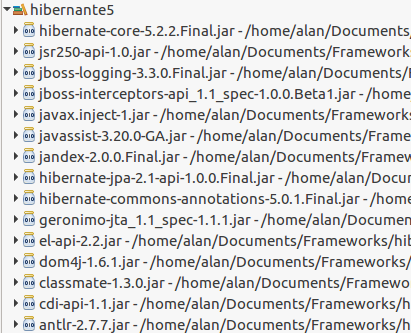 hibernante5
hibernate-core-5.2.2.Final.jar - /home/alan/Documents/
jsr250-api-1.0.jar - /home/alan/Documents/Frameworks
jboss-logging-3.3.0.Final.jar - /home/alan/Documents/
jboss-interceptors-api_1.1_spec-1.0.0.Beta1.jar - /hom
javax.inject-1.jar - /home/alan/Documents/Frameworks
javassist-3.20.0-GA.jar - /home/alan/Documents/Fram
jandex-2.0.0.Final.jar - /home/alan/Documents/Framew
hibernate-jpa-2.1-api-1.0.0.Final.jar - /home/alan/Docu
hibernate-commons-annotations-5.0.1.Final.jar - /hom
geronimo-jta_1.1_spec-1.1.1.jar - /home/alan/Docum
el-api-2.2.jar - /home/alan/Documents/Frameworks/hib
dom4j-1.6.1.jar - /home/alan/Documents/Frameworks/
classmate-1.3.0.jar - /home/alan/Documents/Framewo
cdi-api-1.1.jar - /home/alan/Documents/Frameworks/h
antlr-2.7.7.jar - /home/alan/Documents/Frameworks/h